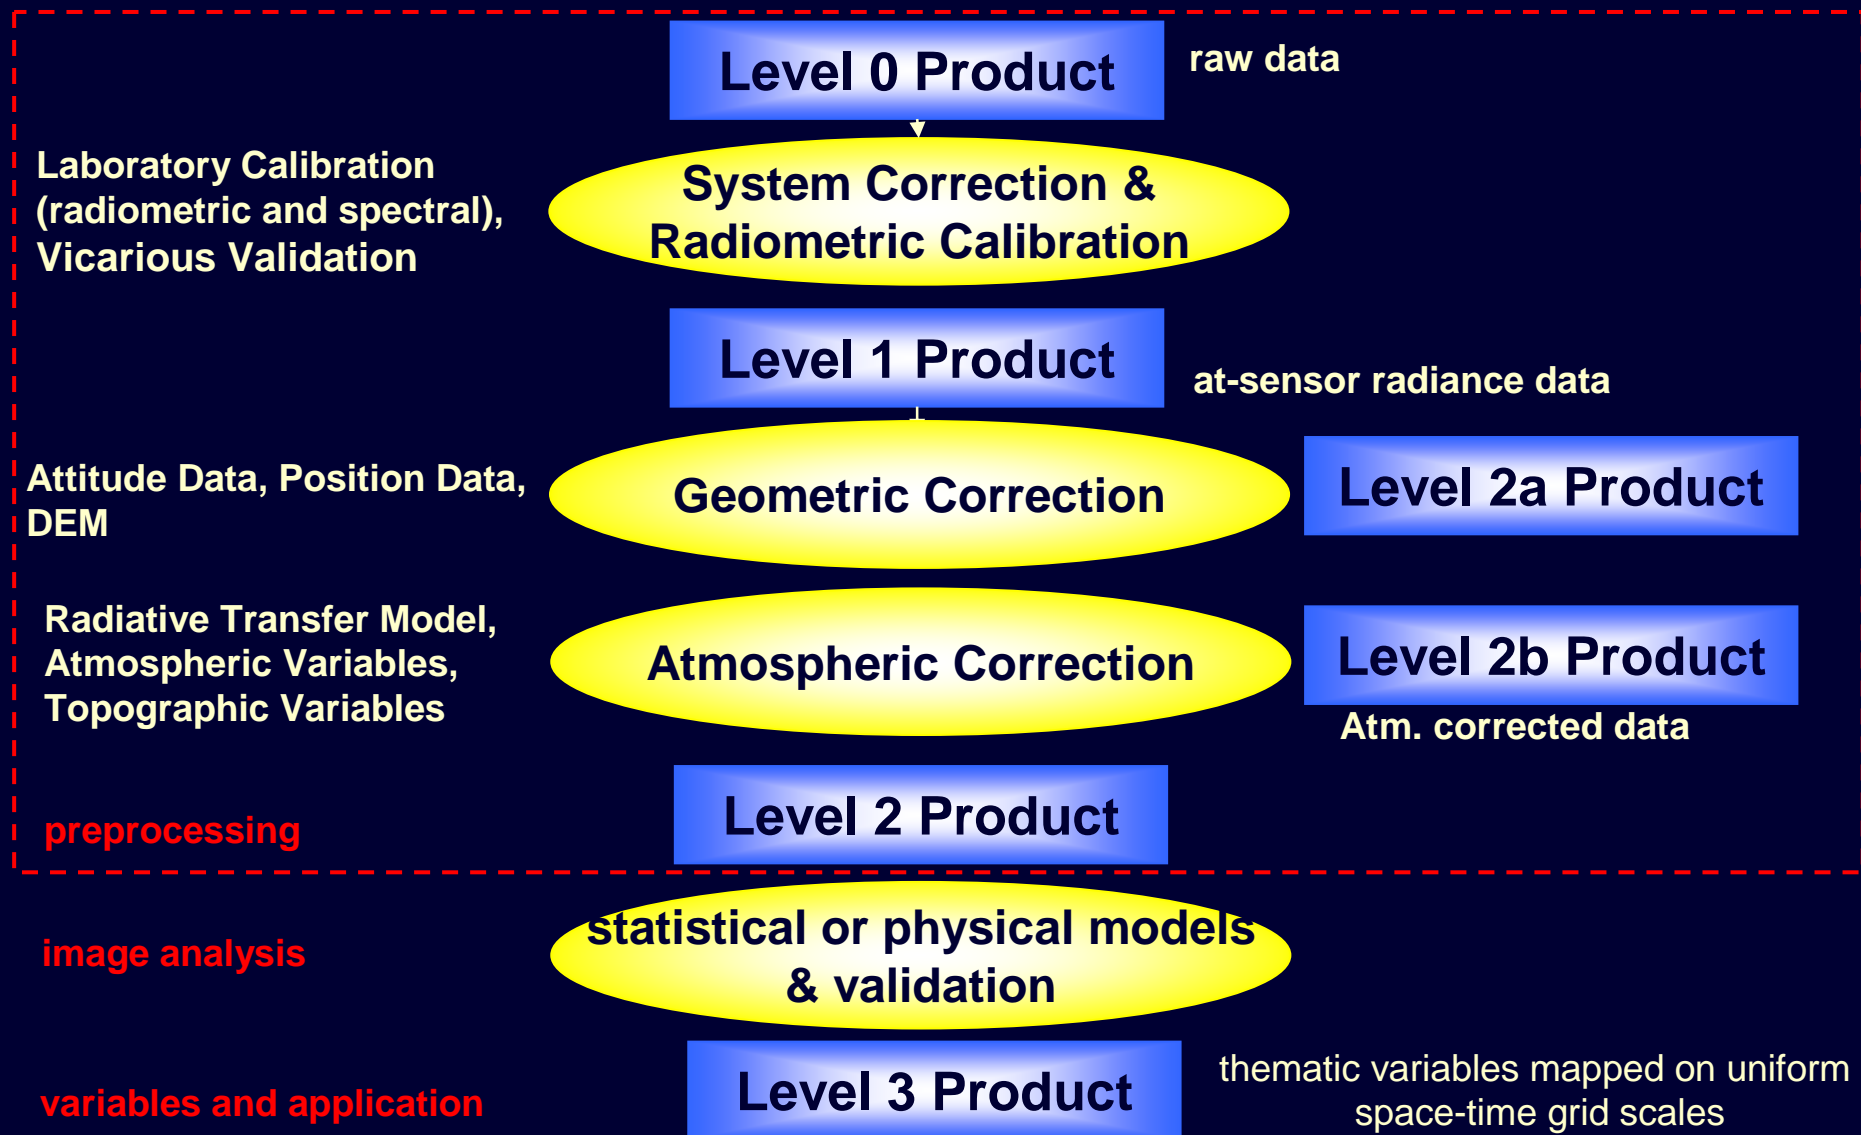 Level 0 Product
raw data
Laboratory Calibration
(radiometric and spectral),
Vicarious Validation
System Correction &
Radiometric Calibration
Level 1 Product
at-sensor radiance data
Attitude Data, Position Data,
DEM
Geometric Correction
Level 2a Product
Radiative Transfer Model,
Atmospheric Variables,
Topographic Variables
Atmospheric Correction
Level 2b Product
Atm. corrected data
preprocessing
Level 2 Product
image analysis
statistical or physical models
& validation
variables and application
Level 3 Product
thematic variables mapped on uniform
space-time grid scales